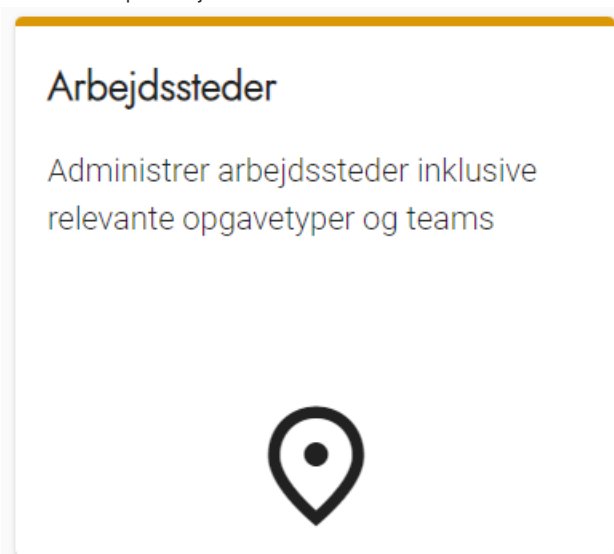 Arbejdssteder
Administrer arbejdssteder inklusive
relevante opgavetyper og teams